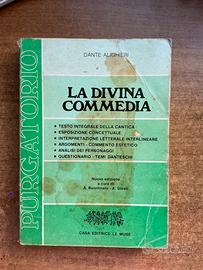 PURGATORIO
DANTE ALIGHIERI
LA DIVINA
COMMEDIA
• TESTO INTEGRALE DELLA CANTICA
• ESPOSIZIONE CONCETTUALE
• INTERPRETAZIONE LETTERALE INTERLINEARE
• ARGOMENTI - COMMENTO ESTETICO
• ANALISI DEI PERSONAGGI
• QUESTIONARIO - TEMI DANTESCHI
Nuova edizione
a cura di
CASA EDITRICE LE MUSE